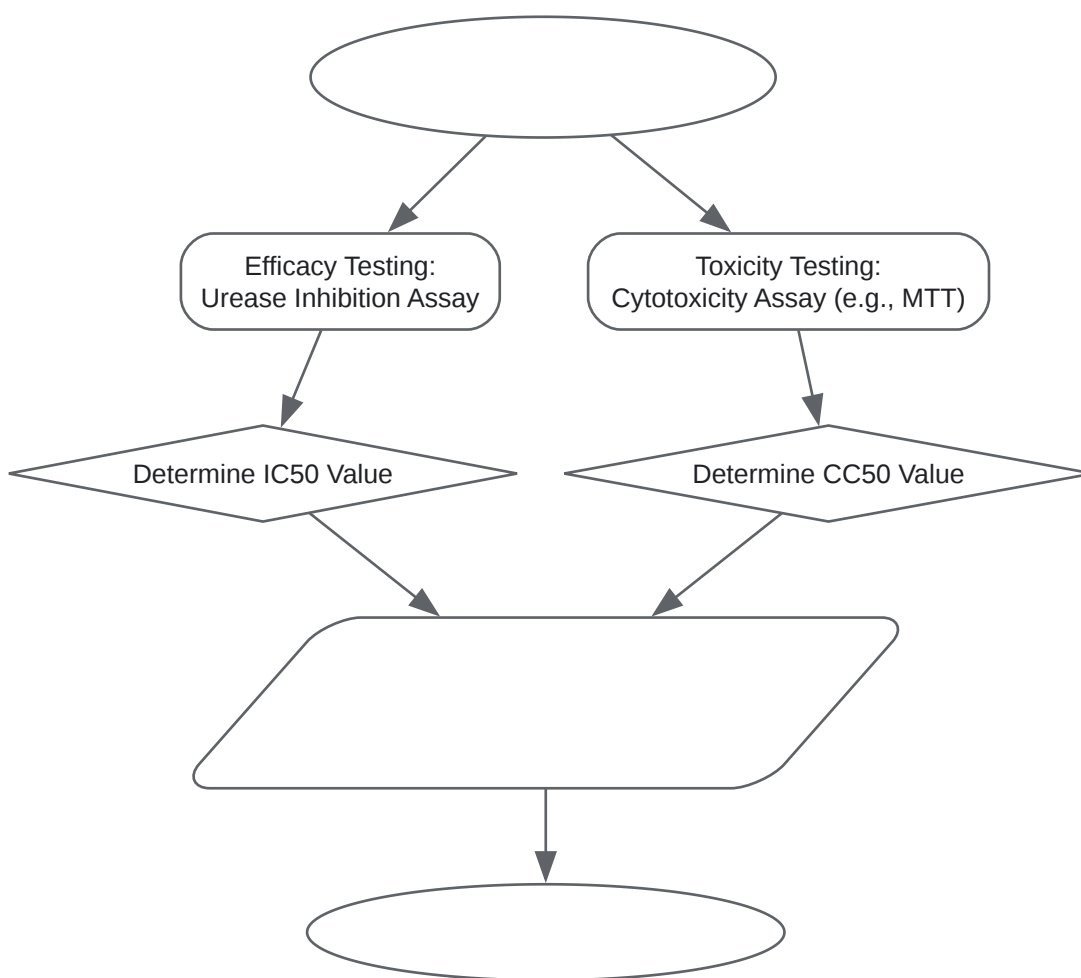 Efficacy Testing:
Urease Inhibition Assay
Toxicity Testing:
Cytotoxicity Assay (e.g., MTT)
Determine IC50 Value
Determine CC50 Value